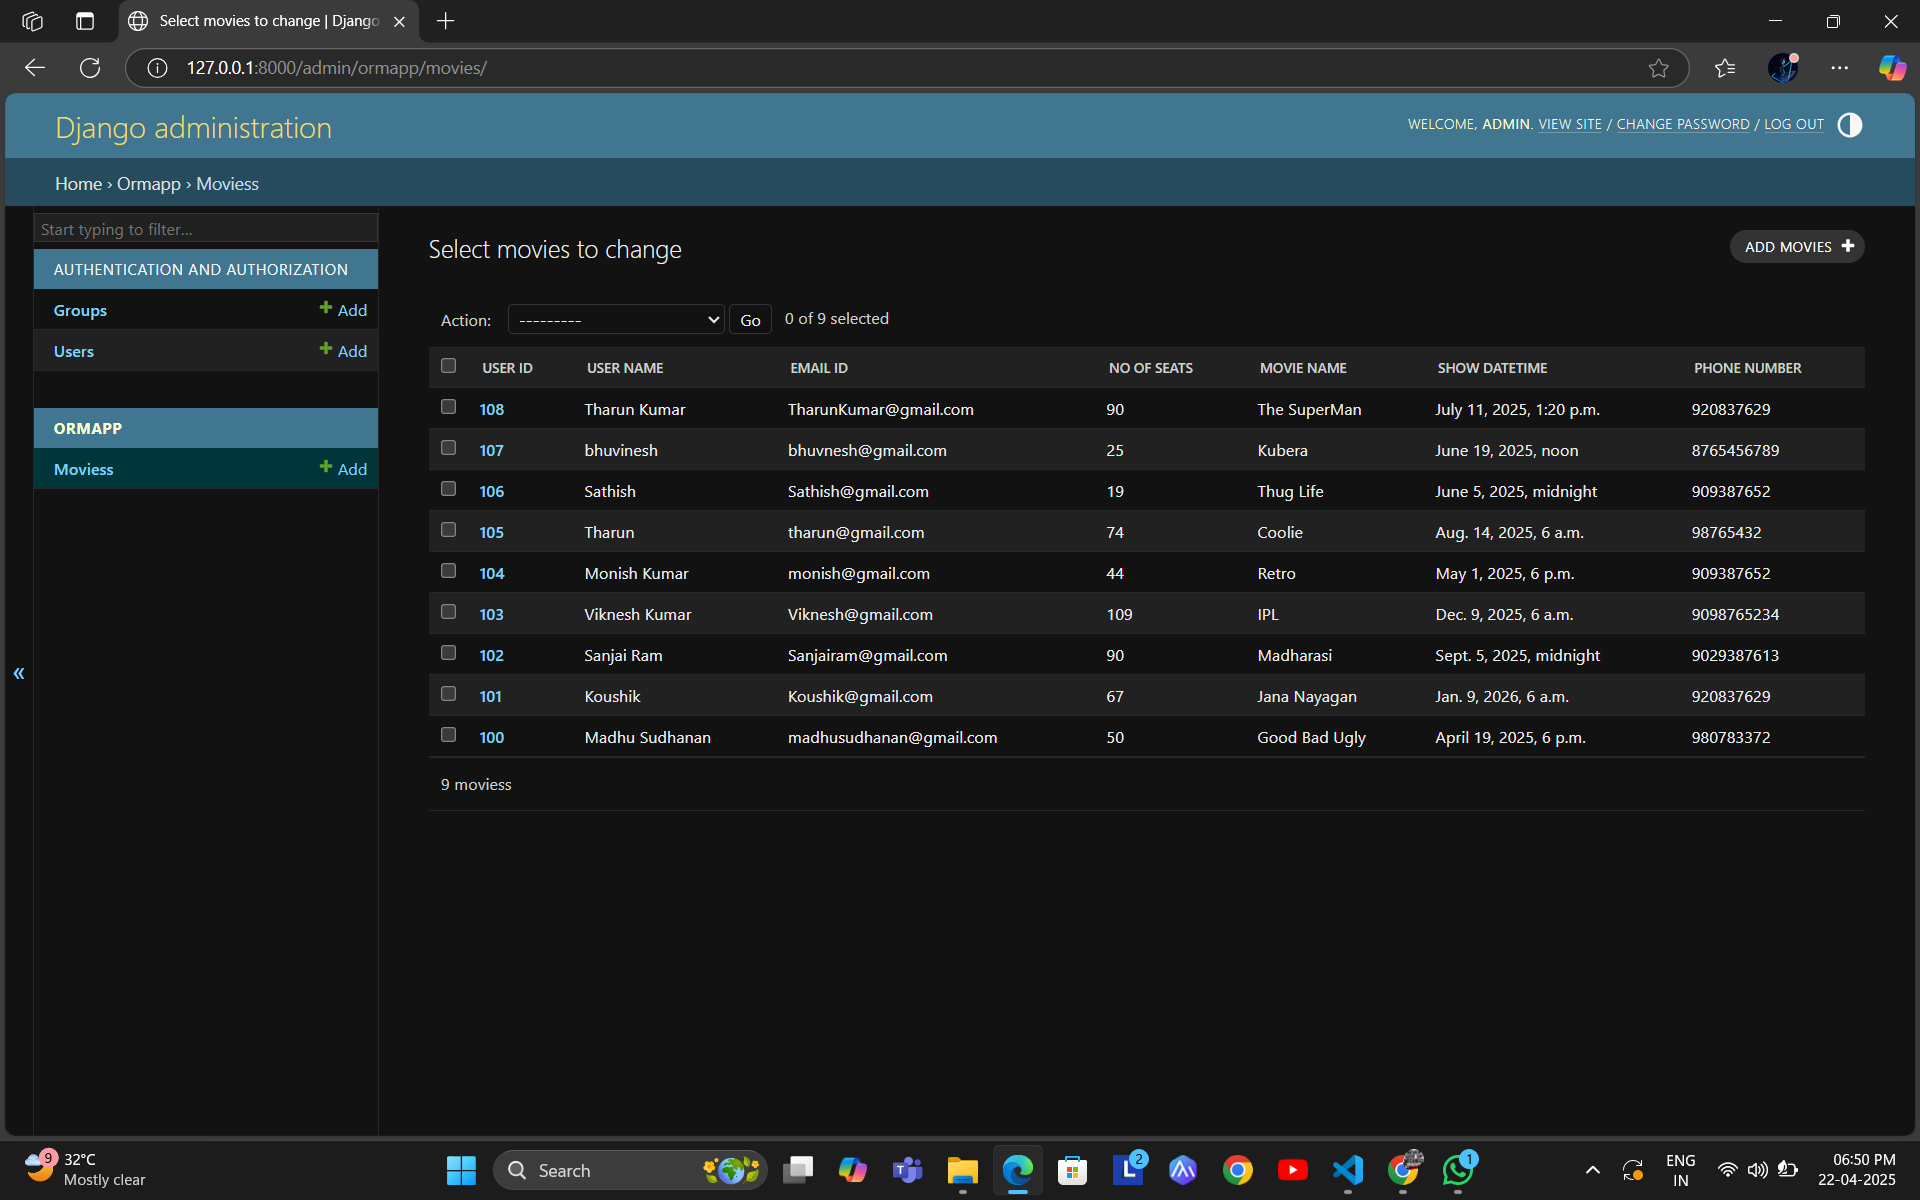 Select movies to change | Django
127.0.0.1:8000/admin/ormapp/movies/
Django administration
WELCOME, ADMIN. VIEW SITE / CHANGE PASSWORD / LOG OUT
Home › Ormapp › Moviess
Start typing to filter...
AUTHENTICATION AND AUTHORIZATION
Groups + Add
Users + Add
ORMAPP
Moviess + Add
«
Select movies to change
ADD MOVIES +
Action: --------- Go 0 of 9 selected
USER ID USER NAME EMAIL ID NO OF SEATS MOVIE NAME SHOW DATETIME PHONE NUMBER
108 Tharun Kumar TharunKumar@gmail.com 90 The SuperMan July 11, 2025, 1:20 p.m. 920837629
107 bhuvinesh bhuvnesh@gmail.com 25 Kubera June 19, 2025, noon 8765456789
106 Sathish Sathish@gmail.com 19 Thug Life June 5, 2025, midnight 909387652
105 Tharun tharun@gmail.com 74 Coolie Aug. 14, 2025, 6 a.m. 98765432
104 Monish Kumar monish@gmail.com 44 Retro May 1, 2025, 6 p.m. 909387652
103 Viknesh Kumar Viknesh@gmail.com 109 IPL Dec. 9, 2025, 6 a.m. 9098765234
102 Sanjai Ram Sanjairam@gmail.com 90 Madharasi Sept. 5, 2025, midnight 9029387613
101 Koushik Koushik@gmail.com 67 Jana Nayagan Jan. 9, 2026, 6 a.m. 920837629
100 Madhu Sudhanan madhusudhanan@gmail.com 50 Good Bad Ugly April 19, 2025, 6 p.m. 980783372
9 moviess
9
32°C
Mostly clear
Search
L 2
1
ENG
IN
06:50 PM
22-04-2025